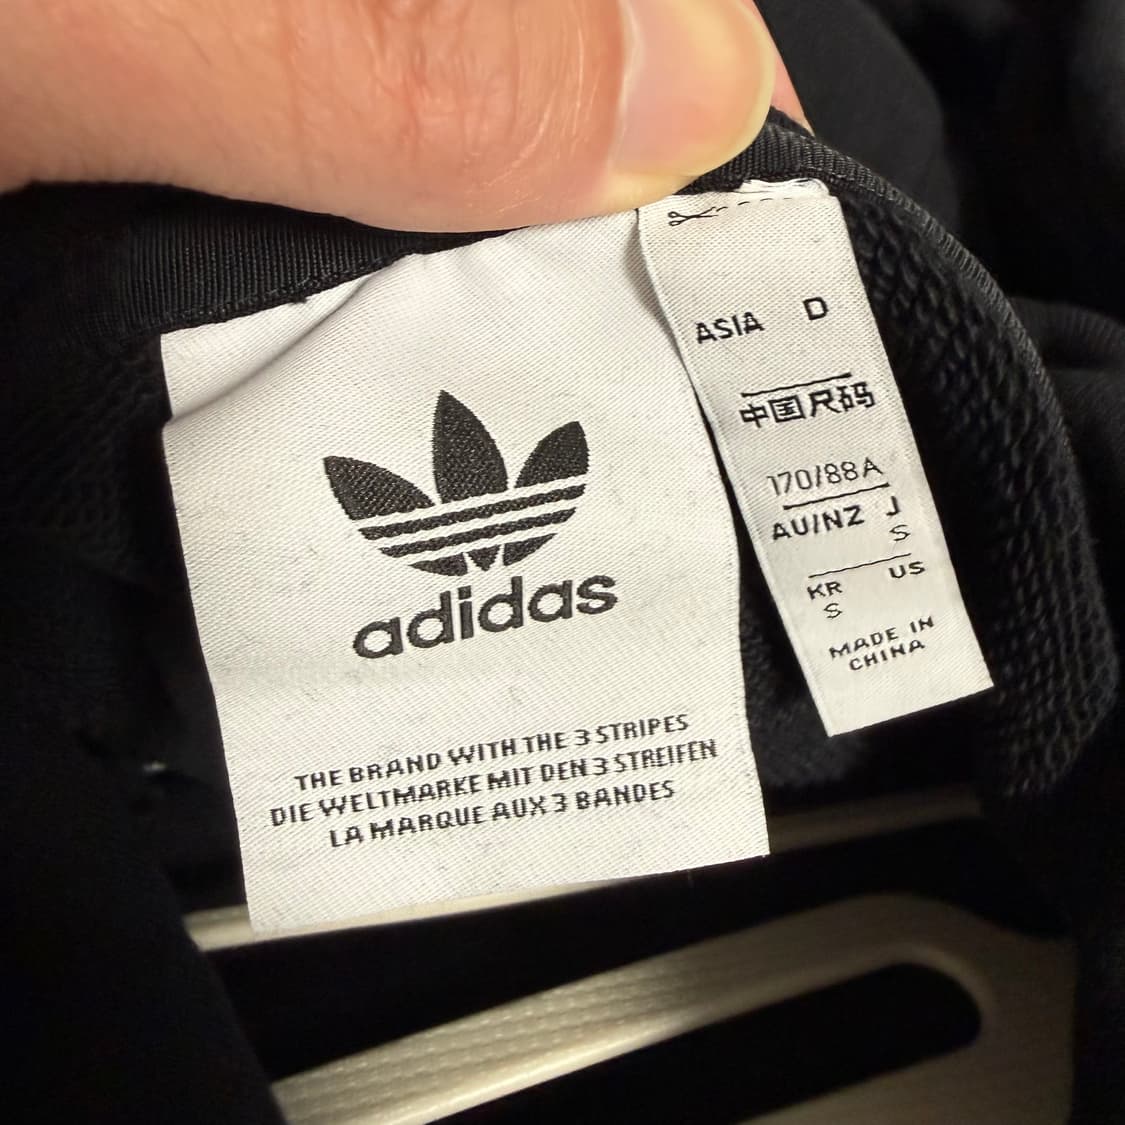 adidas
THE BRAND WITH THE 3 STRIPES
DIE WELTMARKE MIT DEN 3 STREIFEN
LA MARQUE AUX 3 BANDES
ASIA D
中国尺码
170/88A
AU/NZ J
S
KR US
S
MADE IN
CHINA